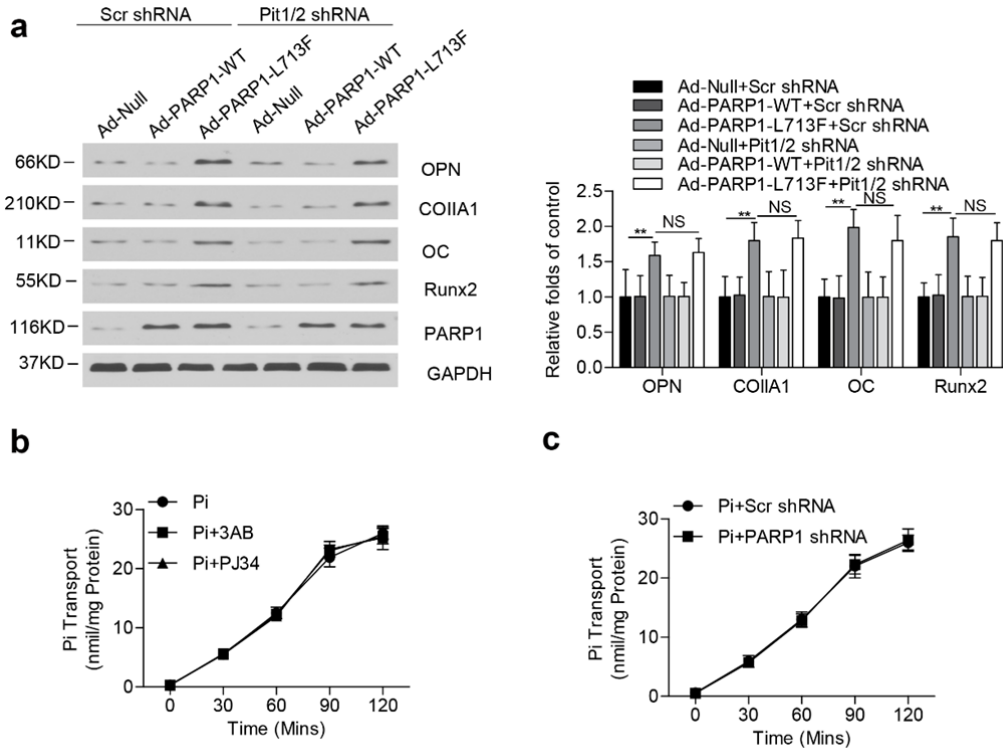 a
Scr shRNA Pit1/2 shRNA
Ad-Null Ad-PARP1-WT Ad-PARP1-L713F Ad-Null Ad-PARP1-WT Ad-PARP1-L713F
66KD OPN
210KD COIIA1
11KD OC
55KD Runx2
116KD PARP1
37KD GAPDH
Ad-Null+Scr shRNA
Ad-PARP1-WT+Scr shRNA
Ad-PARP1-L713F+Scr shRNA
Ad-Null+Pit1/2 shRNA
Ad-PARP1-WT+Pit1/2 shRNA
Ad-PARP1-L713F+Pit1/2 shRNA
Relative folds of control
2.5
2.0
1.5
1.0
0.5
0.0
** NS ** NS ** NS ** NS
OPN COIIA1 OC Runx2
b
Pi
Pi+3AB
Pi+PJ34
Pi Transport
(nmil/mg Protein)
30
20
10
0
0 30 60 90 120
Time (Mins)
c
Pi+Scr shRNA
Pi+PARP1 shRNA
Pi Transport
(nmil/mg Protein)
30
20
10
0
0 30 60 90 120
Time (Mins)